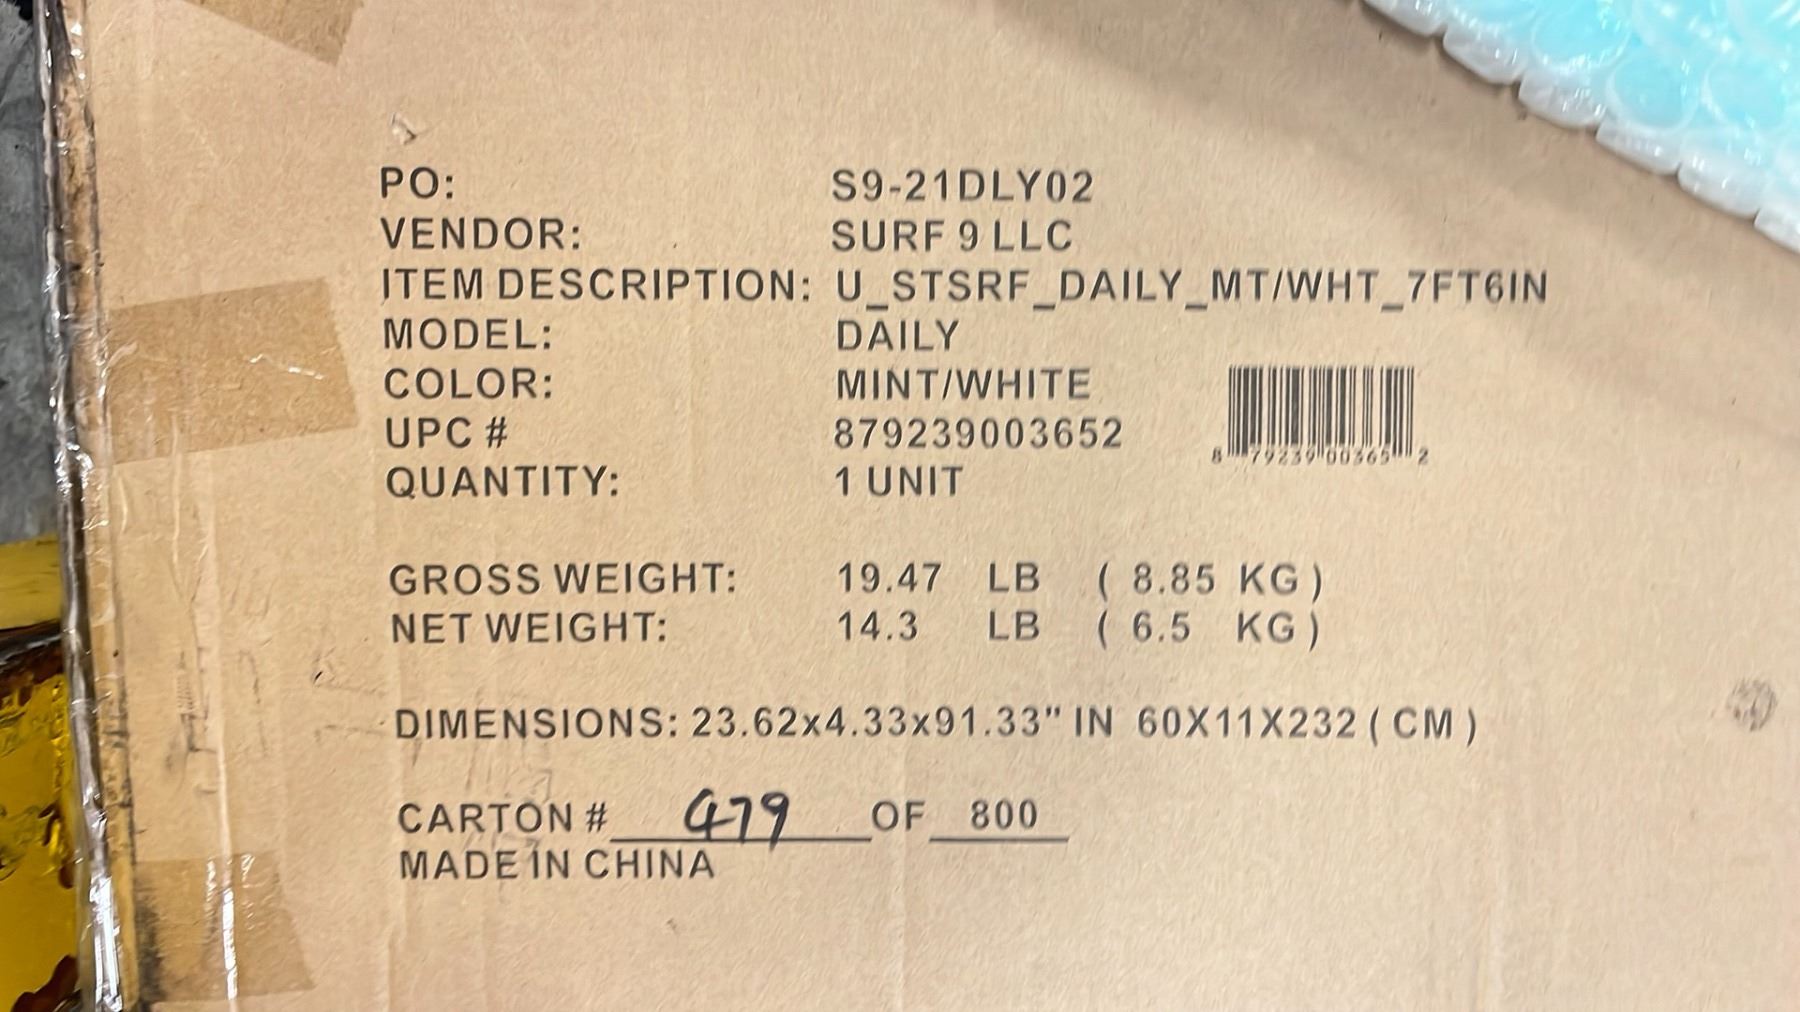 PO: S9-21DLY02
VENDOR: SURF 9 LLC
ITEM DESCRIPTION: U_STSRF_DAILY_MT/WHT_7FT6IN
MODEL: DAILY
COLOR: MINT/WHITE
UPC # 879239003652
8 79239 00365 2
QUANTITY: 1 UNIT
GROSS WEIGHT: 19.47 LB ( 8.85 KG )
NET WEIGHT: 14.3 LB ( 6.5 KG )
DIMENSIONS: 23.62x4.33x91.33" IN 60X11X232 ( CM )
CARTON # 479 OF 800
MADE IN CHINA